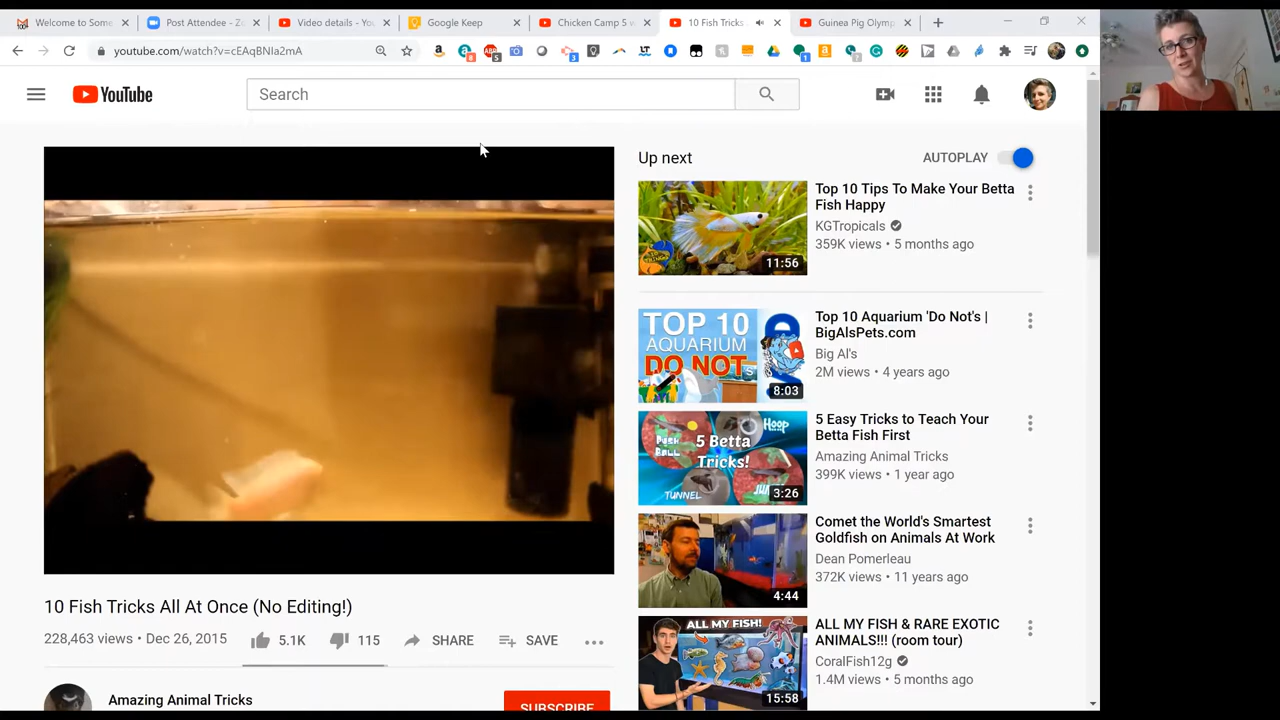 Welcome to Some
Post Attendee - Zo
Video details - You
Google Keep
Chicken Camp 5 w
10 Fish Tricks
Guinea Pig Olymp
youtube.com/watch?v=cEAqBNIa2mA
YouTube
Search
Up next
AUTOPLAY
Top 10 Tips To Make Your Betta
Fish Happy
KGTropicals
359K views • 5 months ago
11:56
TOP 10
AQUARIUM
DO NOT
8:03
Top 10 Aquarium 'Do Not's |
BigAlsPets.com
Big Al's
2M views • 4 years ago
PUSH
BALL
Hoop
5 Betta
Tricks!
TUNNEL
3:26
5 Easy Tricks to Teach Your
Betta Fish First
Amazing Animal Tricks
399K views • 1 year ago
4:44
Comet the World's Smartest
Goldfish on Animals At Work
Dean Pomerleau
372K views • 11 years ago
ALL MY FISH!
15:58
ALL MY FISH & RARE EXOTIC
ANIMALS!!! (room tour)
CoralFish12g
1.4M views • 5 months ago
10 Fish Tricks All At Once (No Editing!)
228,463 views • Dec 26, 2015
5.1K
115
SHARE
SAVE
Amazing Animal Tricks
SUBSCRIBE